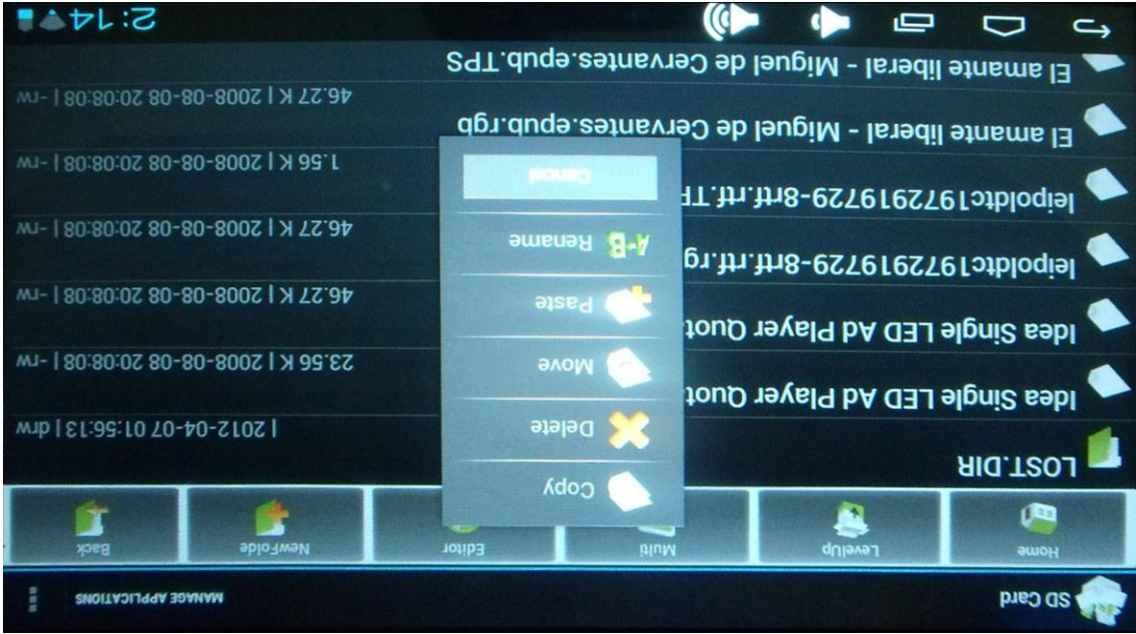 SD Card
MANAGE APPLICATIONS
Home
LevelUp
Multi
Editor
NewFolde
Back
LOST.DIR
| 2012-04-07 01:56:13 | drw
Idea Single LED Ad Player Quot
23.56 K | 2008-08-08 20:08:08 | -rw
Idea Single LED Ad Player Quot
46.27 K | 2008-08-08 20:08:08 | -rw
leipoldtc1972919729-8rtf.rtf.rg
46.27 K | 2008-08-08 20:08:08 | -rw
leipoldtc1972919729-8rtf.rtf.TP
1.56 K | 2008-08-08 20:08:08 | -rw
El amante liberal - Miguel de Cervantes.epub.rgb
46.27 K | 2008-08-08 20:08:08 | -rw
El amante liberal - Miguel de Cervantes.epub.TPS
Copy
Delete
Move
Paste
A-B
Rename
Cancel
2:14